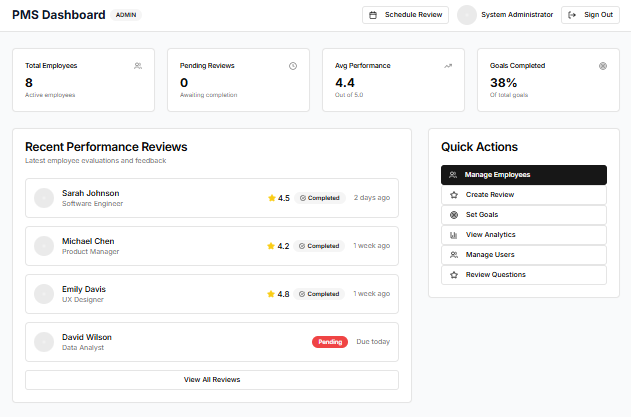 PMS Dashboard ADMIN Schedule Review System Administrator Sign Out
Total Employees
8
Active employees
Pending Reviews
0
Awaiting completion
Avg Performance
4.4
Out of 5.0
Goals Completed
38%
Of total goals
Recent Performance Reviews
Latest employee evaluations and feedback
Sarah Johnson
Software Engineer
4.5 Completed 2 days ago
Michael Chen
Product Manager
4.2 Completed 1 week ago
Emily Davis
UX Designer
4.8 Completed 1 week ago
David Wilson
Data Analyst
Pending Due today
View All Reviews
Quick Actions
Manage Employees
Create Review
Set Goals
View Analytics
Manage Users
Review Questions